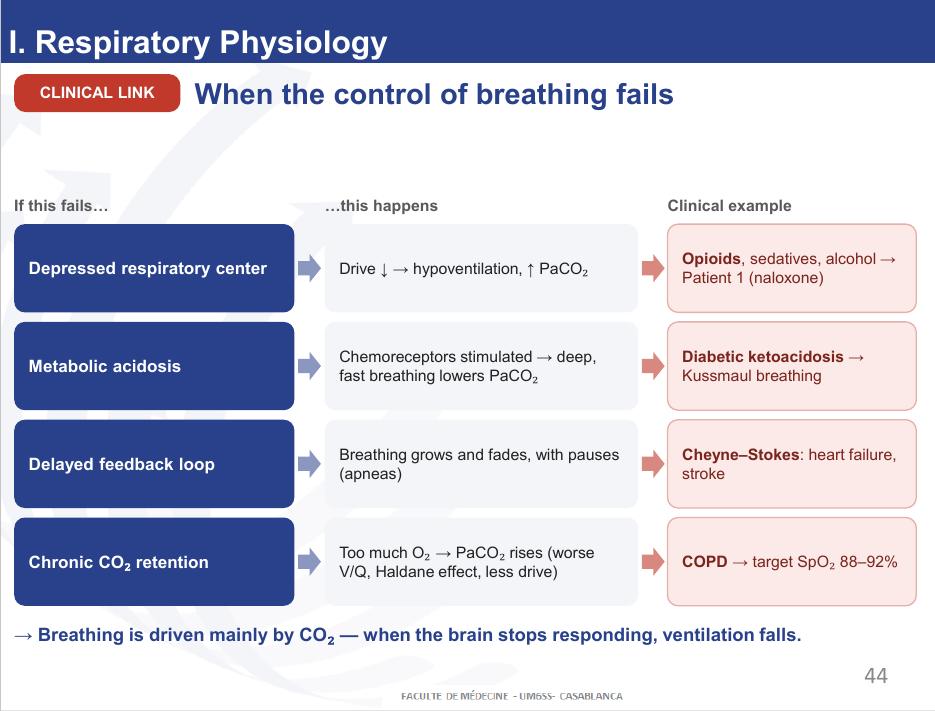 I. Respiratory Physiology
CLINICAL LINK
When the control of breathing fails
If this fails…
…this happens
Clinical example
Depressed respiratory center
Drive ↓ → hypoventilation, ↑ PaCO₂
Opioids, sedatives, alcohol →
Patient 1 (naloxone)
Metabolic acidosis
Chemoreceptors stimulated → deep,
fast breathing lowers PaCO₂
Diabetic ketoacidosis →
Kussmaul breathing
Delayed feedback loop
Breathing grows and fades, with pauses
(apneas)
Cheyne–Stokes: heart failure,
stroke
Chronic CO₂ retention
Too much O₂ → PaCO₂ rises (worse
V/Q, Haldane effect, less drive)
COPD → target SpO₂ 88–92%
→ Breathing is driven mainly by CO₂ — when the brain stops responding, ventilation falls.
44
FACULTE DE MÉDECINE - UM6SS- CASABLANCA